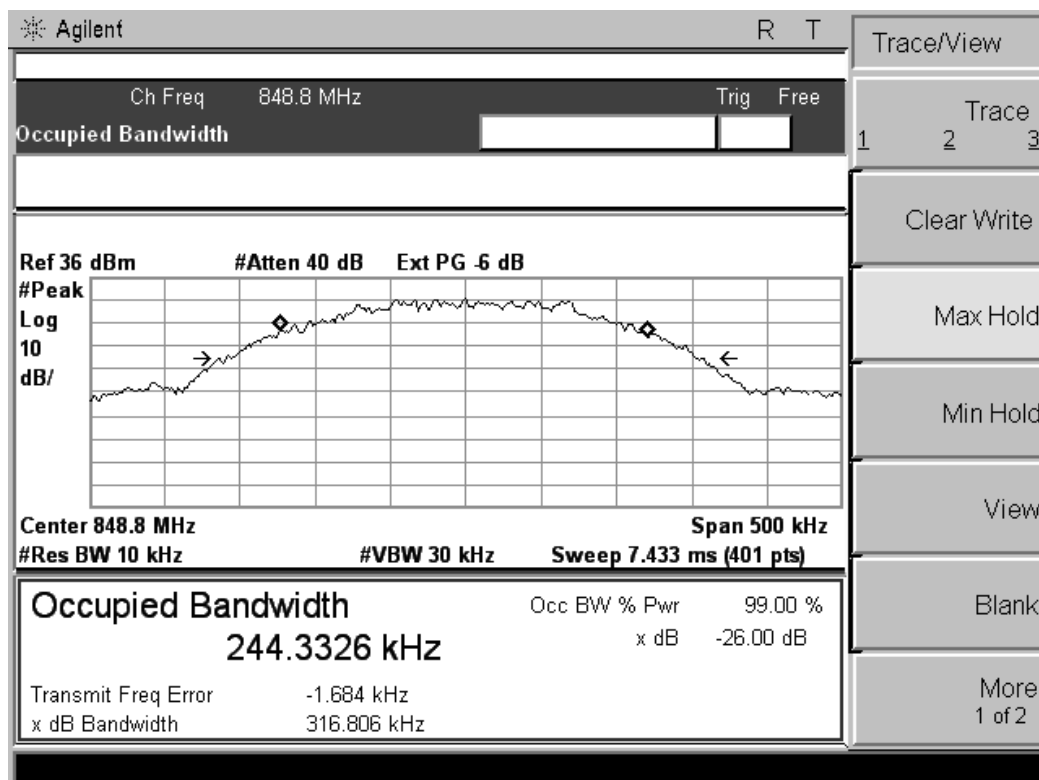 Agilent R T
Ch Freq 848.8 MHz Trig Free
Occupied Bandwidth
Ref 36 dBm #Atten 40 dB Ext PG -6 dB
#Peak
Log
10
dB/
Center 848.8 MHz Span 500 kHz
#Res BW 10 kHz #VBW 30 kHz Sweep 7.433 ms (401 pts)
Occupied Bandwidth Occ BW % Pwr 99.00 %
244.3326 kHz x dB -26.00 dB
Transmit Freq Error -1.684 kHz
x dB Bandwidth 316.806 kHz
Trace/View
Trace
1 2 3
Clear Write
Max Hold
Min Hold
View
Blank
More
1 of 2